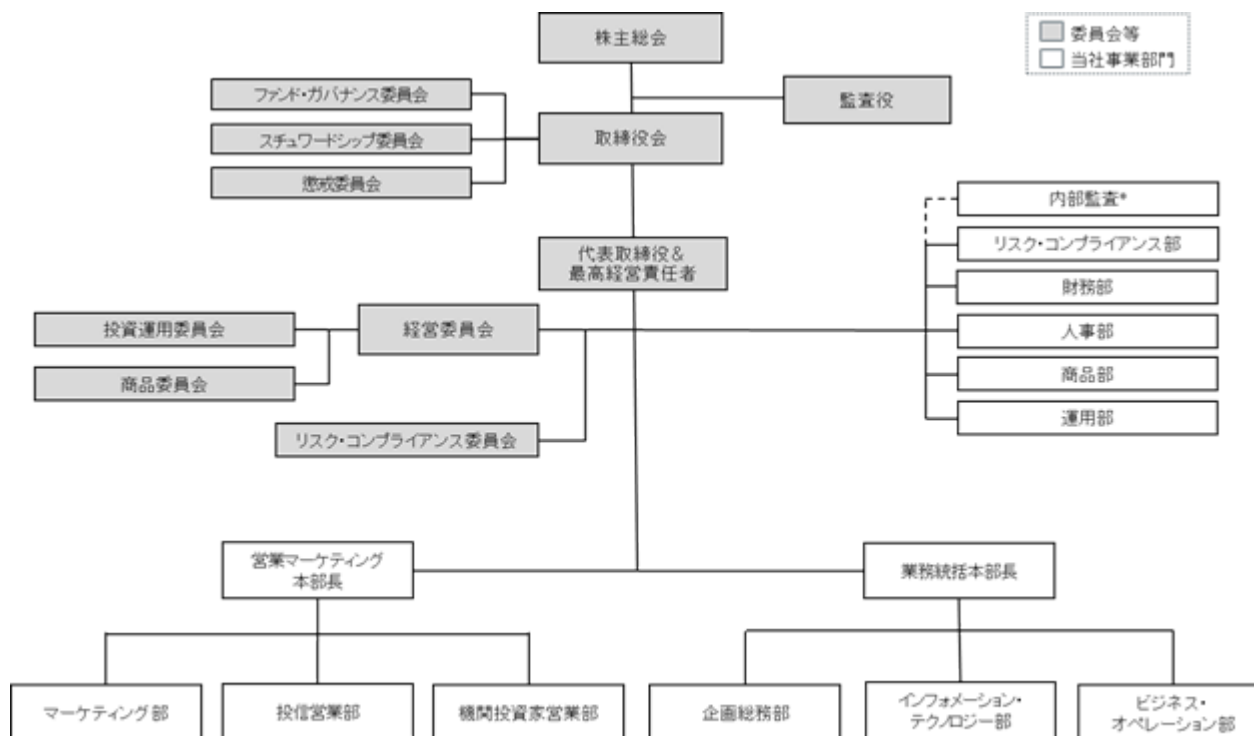 株主総会
委員会等
当社事業部門
ファンド・ガバナンス委員会
監査役
スチュワードシップ委員会
取締役会
懲戒委員会
内部監査*
代表取締役&
最高経営責任者
リスク・コンプライアンス部
財務部
投資運用委員会
経営委員会
人事部
商品委員会
商品部
リスク・コンプライアンス委員会
運用部
営業マーケティング
本部長
業務統括本部長
マーケティング部
投信営業部
機関投資家営業部
企画総務部
インフォメーション・
テクノロジー部
ビジネス・
オペレーション部